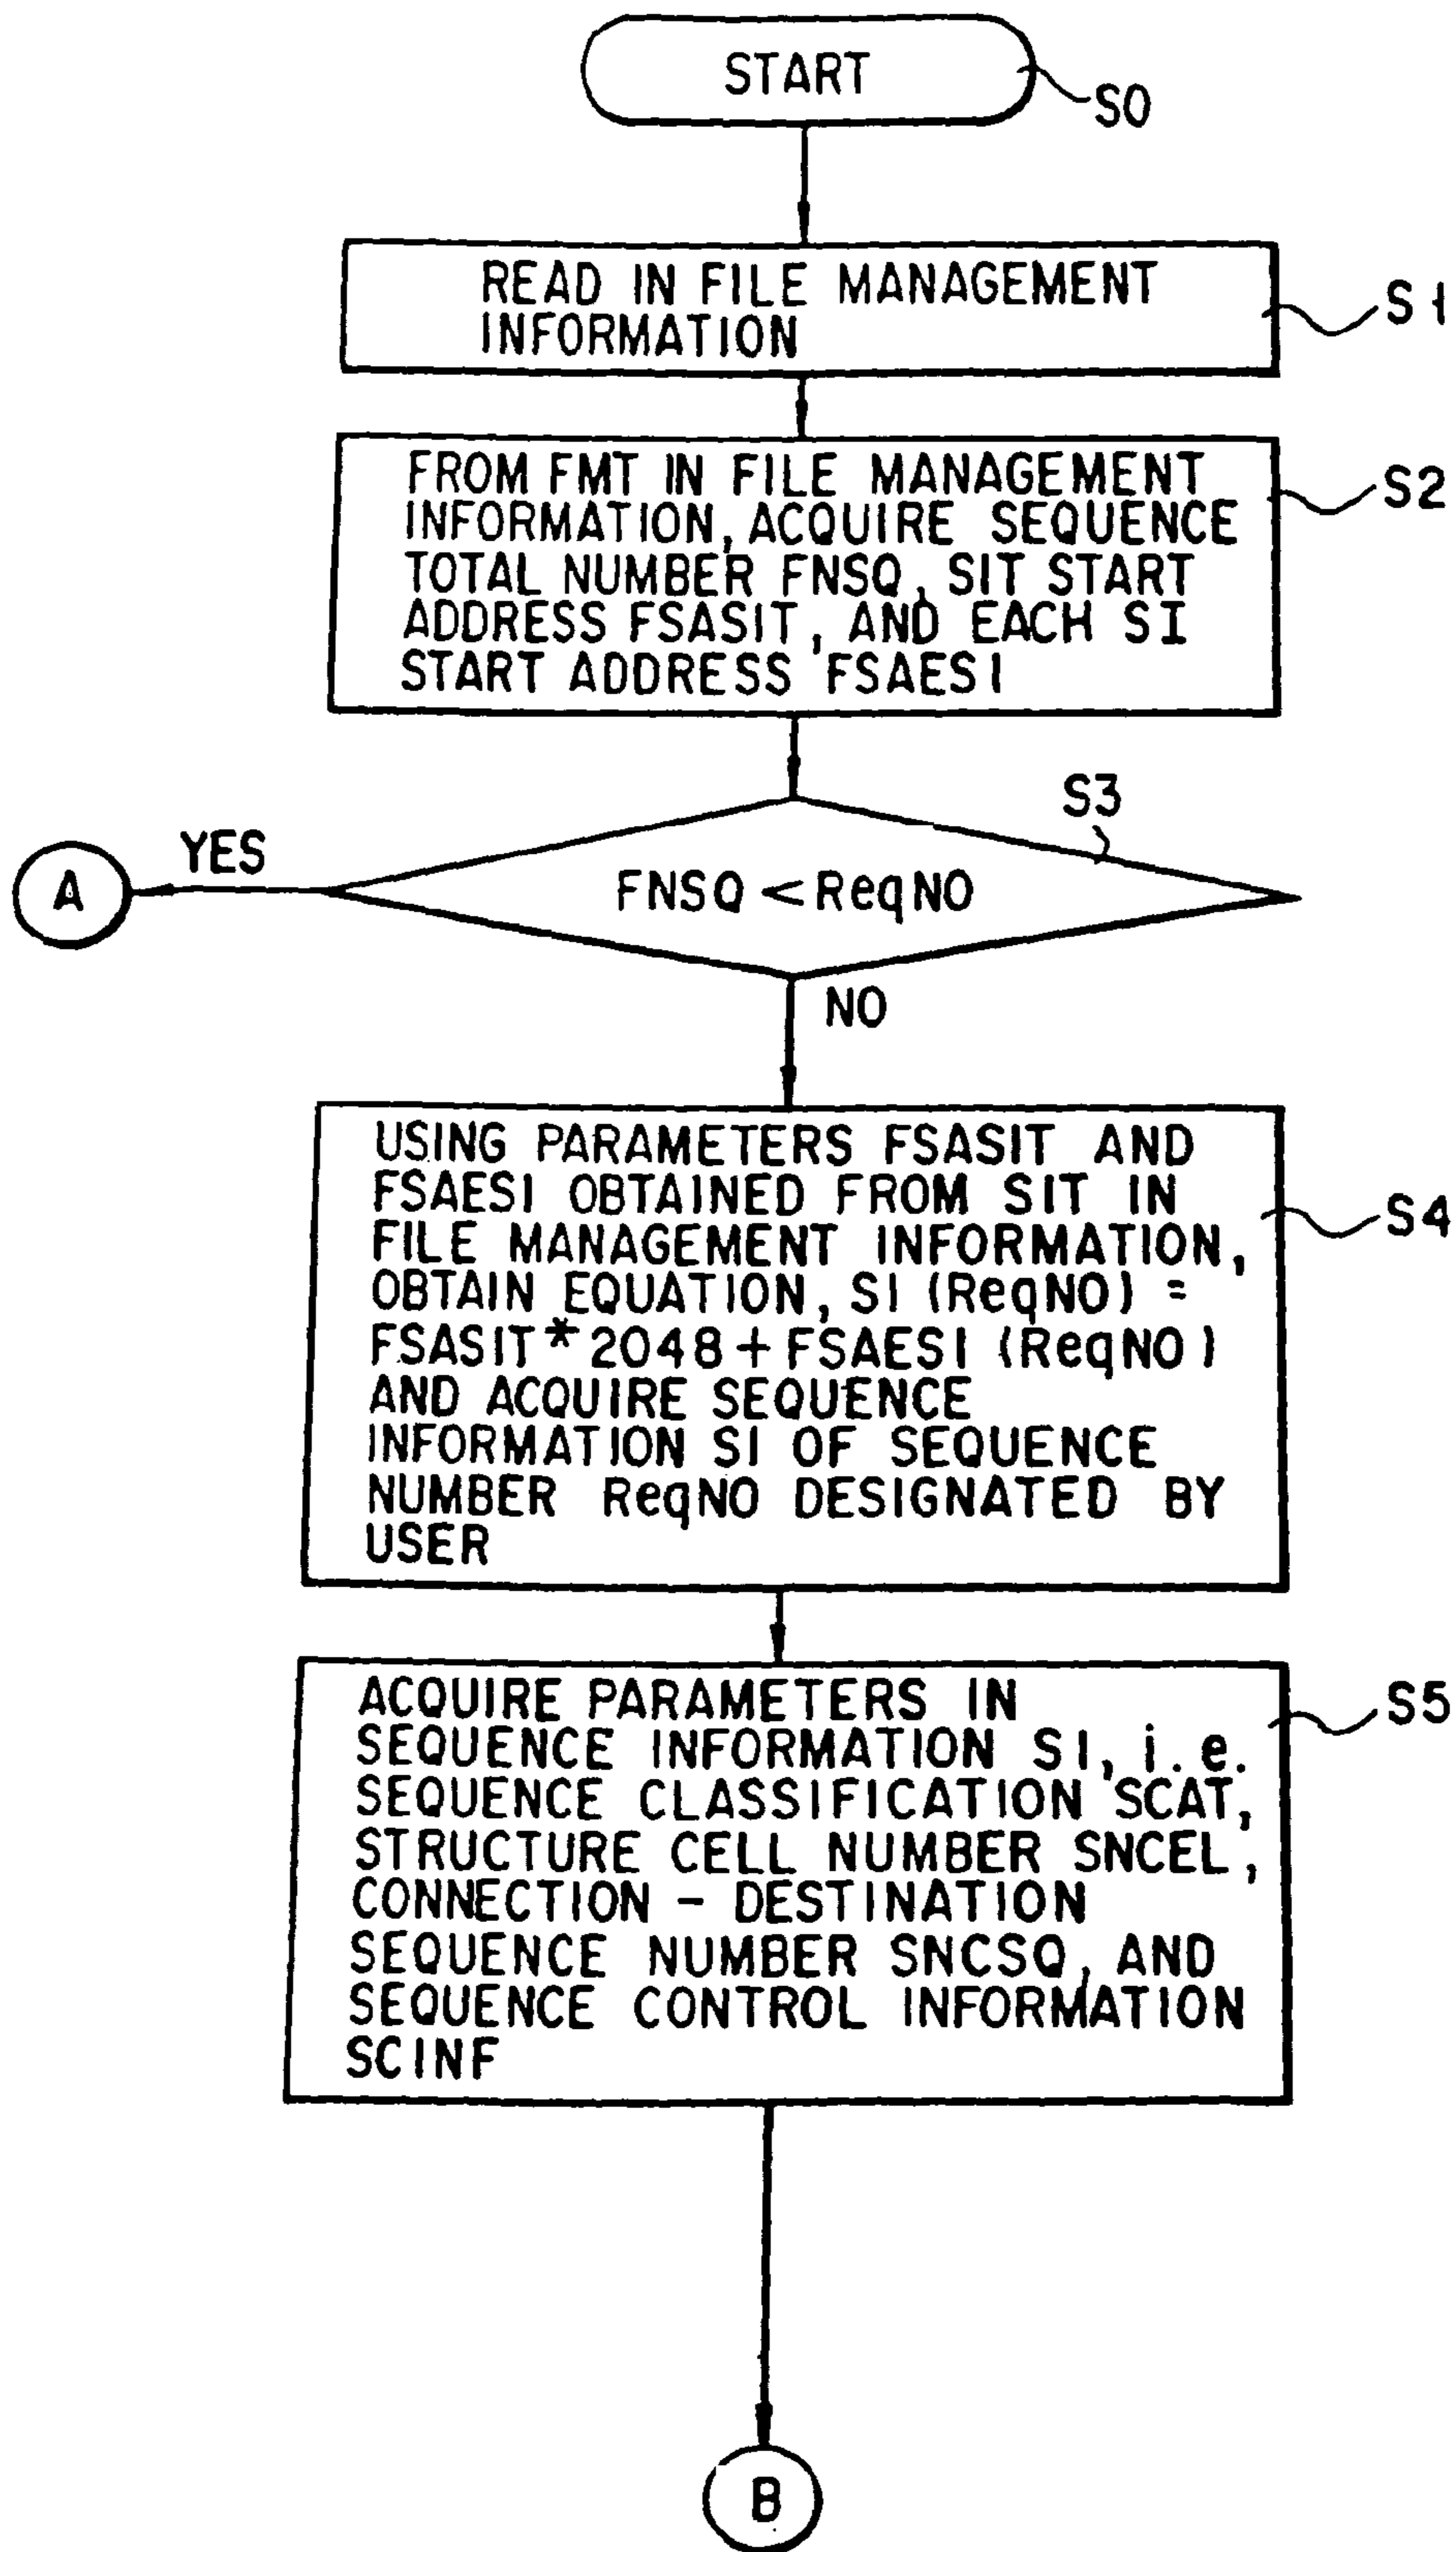 START
S0
READ IN FILE MANAGEMENT
INFORMATION
S1
FROM FMT IN FILE MANAGEMENT
INFORMATION, ACQUIRE SEQUENCE
TOTAL NUMBER FNSQ, SIT START
ADDRESS FSASIT, AND EACH SI
START ADDRESS FSAESI
S2
S3
YES
A
FNSQ < ReqNO
NO
USING PARAMETERS FSASIT AND
FSAESI OBTAINED FROM SIT IN
FILE MANAGEMENT INFORMATION,
OBTAIN EQUATION, SI (ReqNO) =
FSASIT * 2048 + FSAESI (ReqNO)
AND ACQUIRE SEQUENCE
INFORMATION SI OF SEQUENCE
NUMBER ReqNO DESIGNATED BY
USER
S4
ACQUIRE PARAMETERS IN
SEQUENCE INFORMATION SI, i.e.
SEQUENCE CLASSIFICATION SCAT,
STRUCTURE CELL NUMBER SNCEL,
CONNECTION - DESTINATION
SEQUENCE NUMBER SNCSQ, AND
SEQUENCE CONTROL INFORMATION
SCINF
S5
B